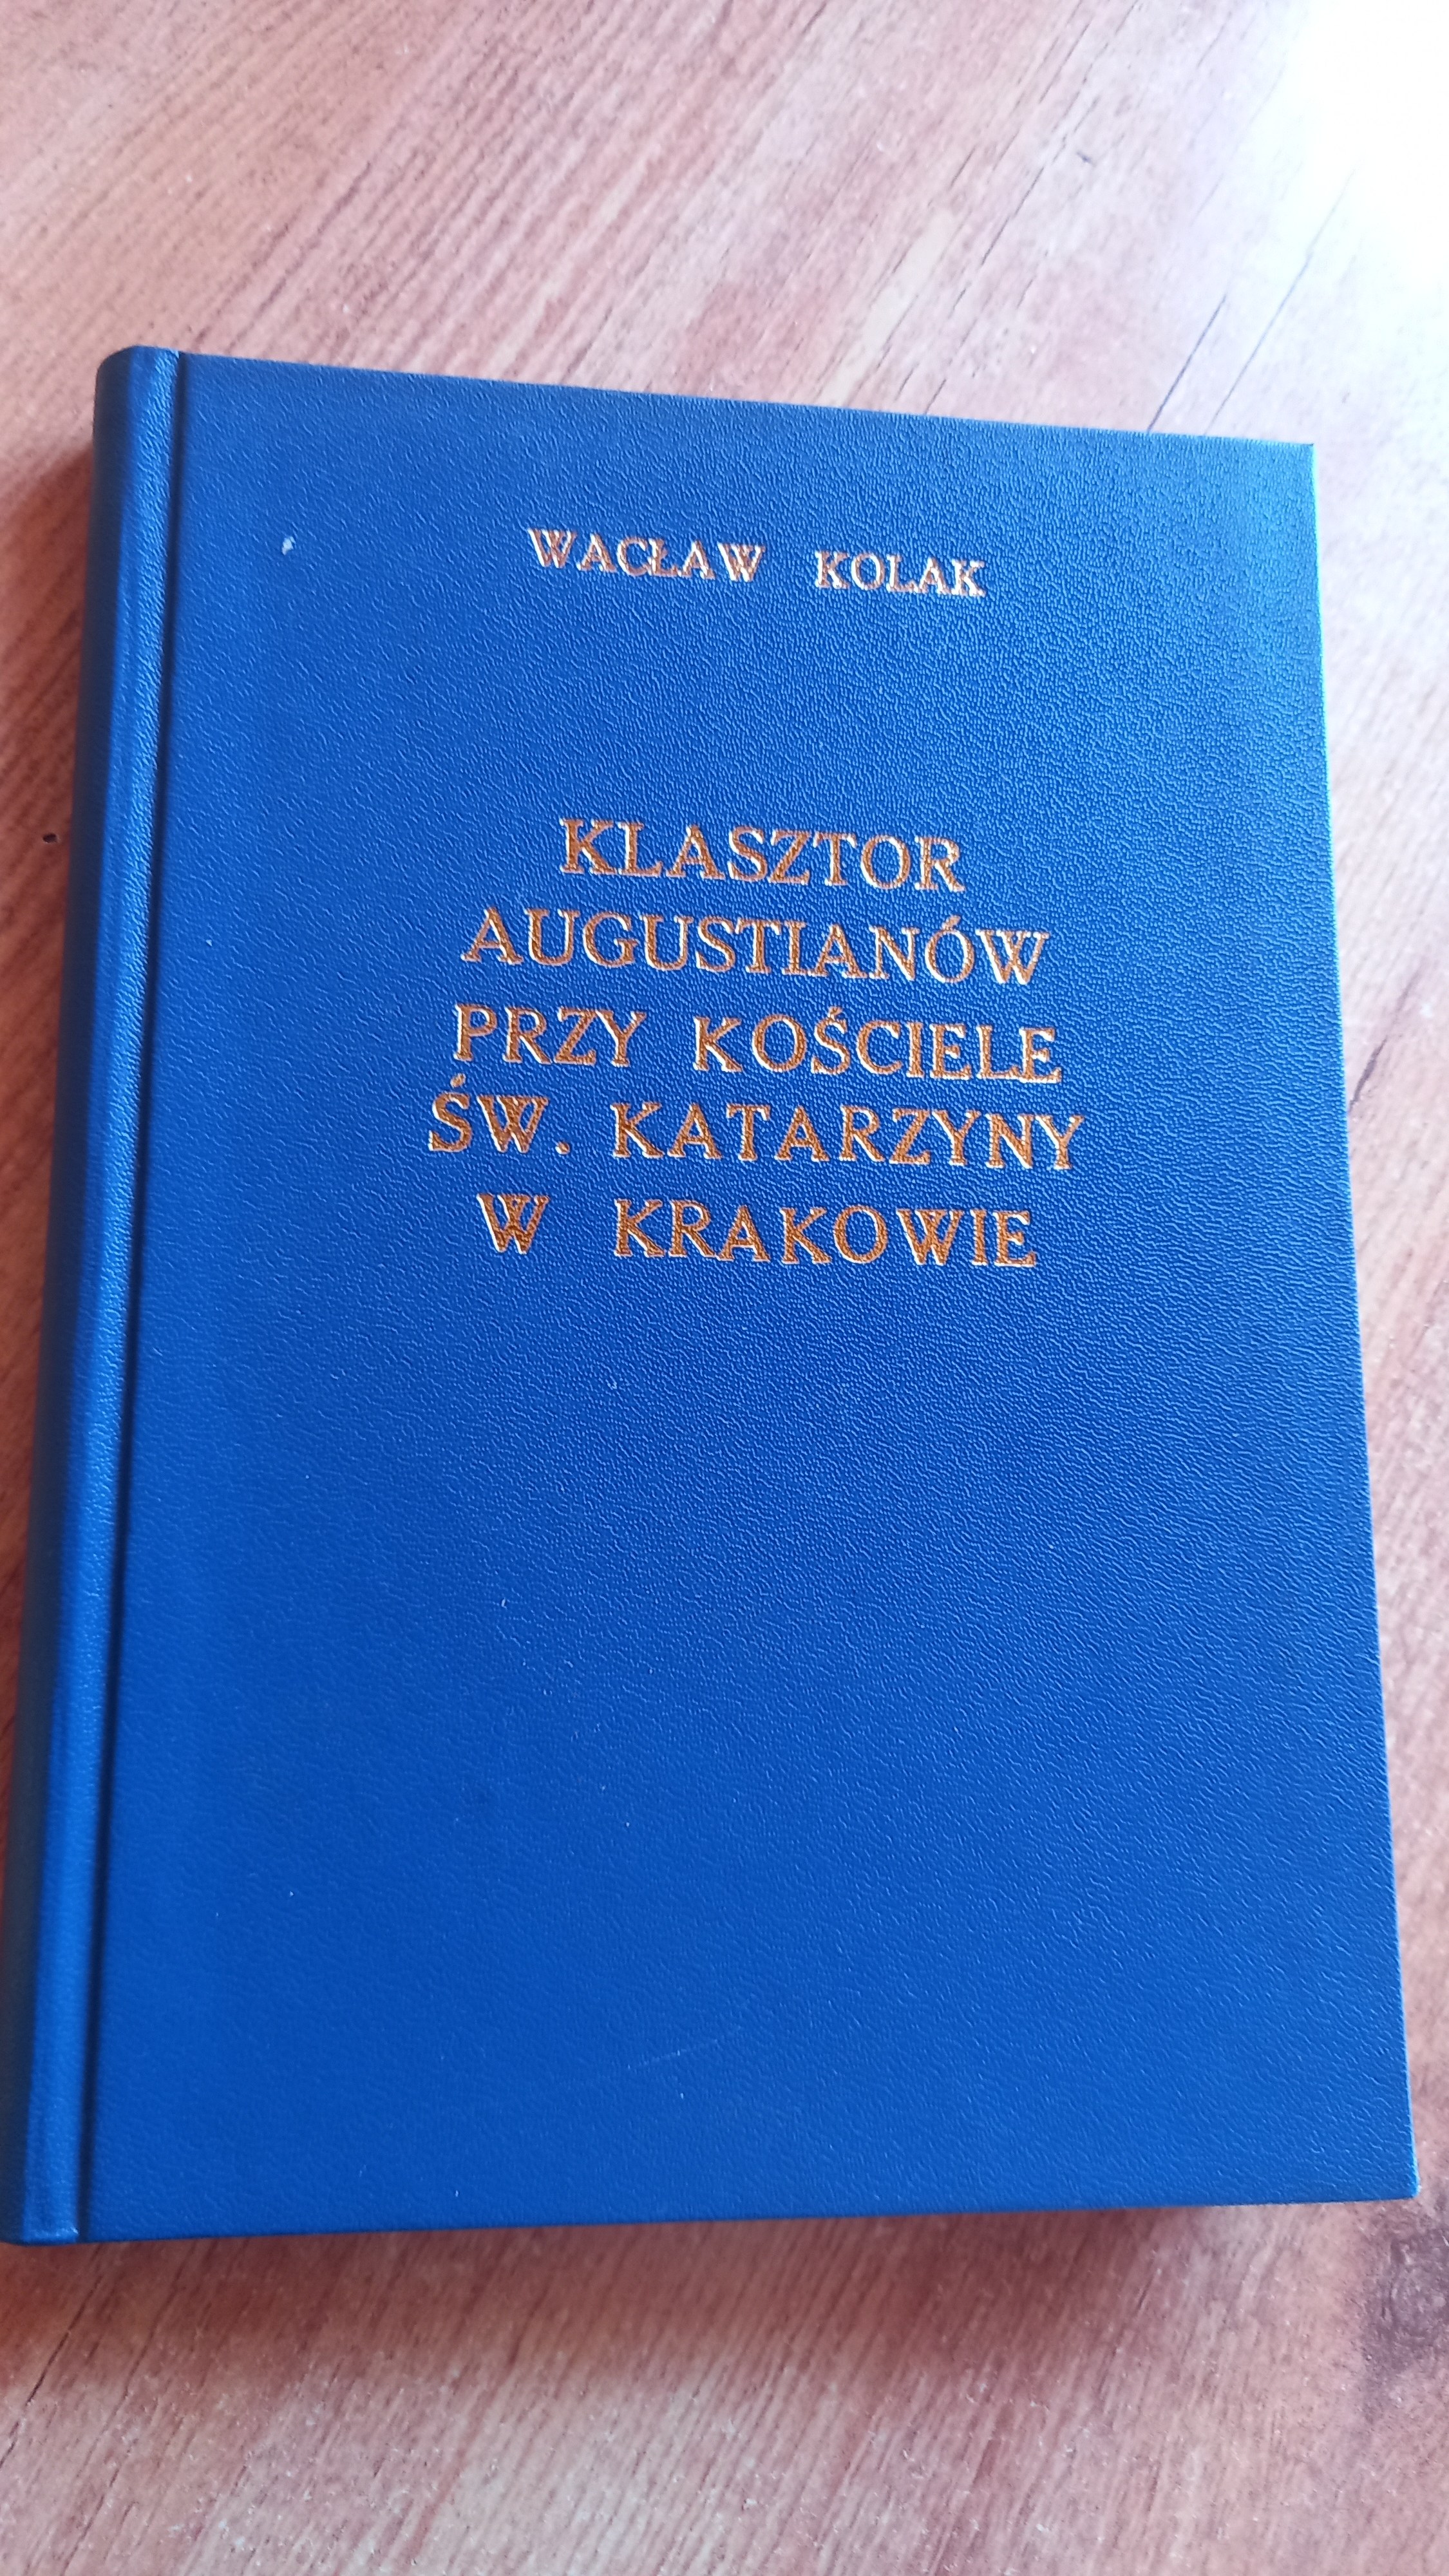 WACŁAW KOLAK
KLASZTOR
AUGUSTIANÓW
PRZY KOŚCIELE
ŚW. KATARZYNY
W KRAKOWIE